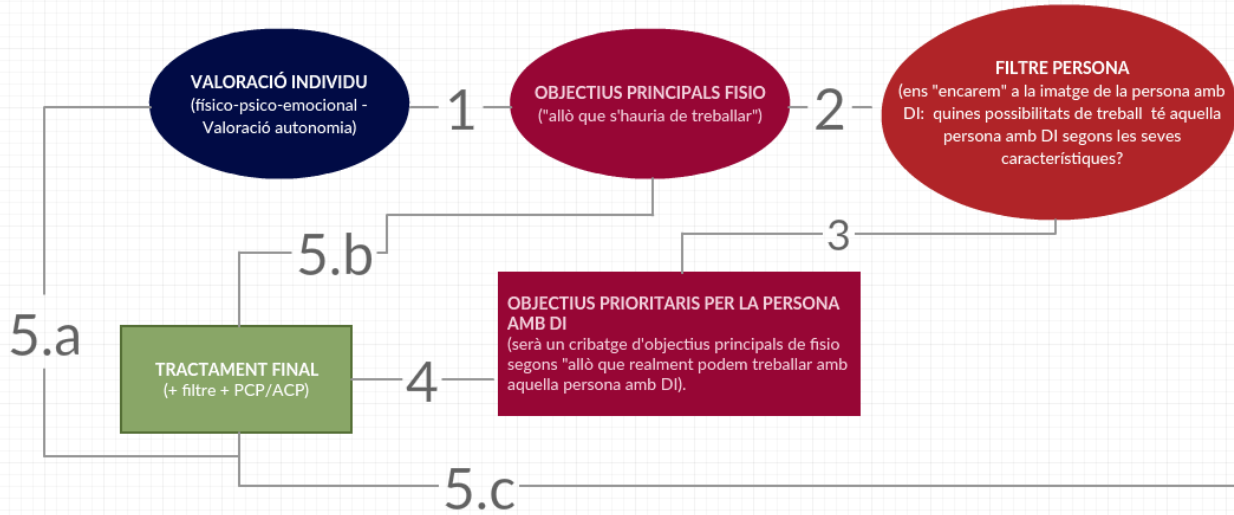 VALORACIÓ INDIVIDU
(físico-psico-emocional -
Valoració autonomia)
1
OBJECTIUS PRINCIPALS FISIO
("allò que s'hauria de treballar")
2
FILTRE PERSONA
(ens "encarem" a la imatge de la persona amb
DI: quines possibilitats de treball té aquella
persona amb DI segons les seves
característiques?
3
5.b
5.a
OBJECTIUS PRIORITARIS PER LA PERSONA
AMB DI
(serà un cribatge d'objectius principals de fisio
segons "allò que realment podem treballar amb
aquella persona amb DI).
4
TRACTAMENT FINAL
(+ filtre + PCP/ACP)
5.c